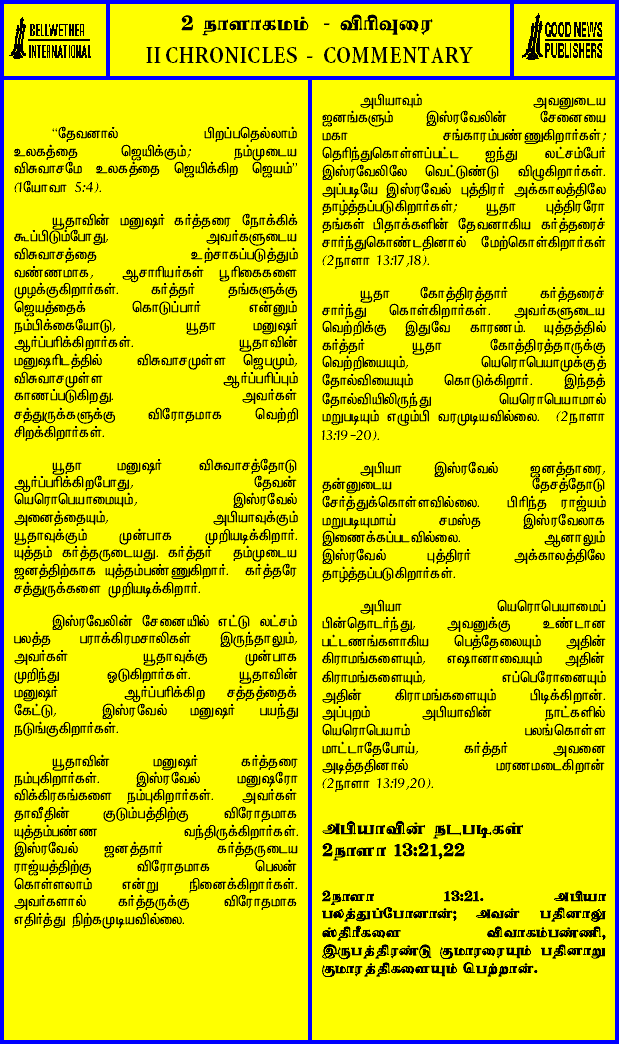 BELLWETHER
INTERNATIONAL
2 நாளாகமம் - விரிவுரை
II CHRONICLES - COMMENTARY
GOOD NEWS
PUBLISHERS
“தேவனால் பிறப்பதெல்லாம்
உலகத்தை ஜெயிக்கும்; நம்முடைய
விசுவாசமே உலகத்தை ஜெயிக்கிற ஜெயம்”
(1யோவா 5:4).
யூதாவின் மனுஷர் கர்த்தரை நோக்கிக்
கூப்பிடும்போது, அவர்களுடைய
விசுவாசத்தை உற்சாகப்படுத்தும்
வண்ணமாக, ஆசாரியர்கள் பூரிகைகளை
முழக்குகிறார்கள். கர்த்தர் தங்களுக்கு
ஜெயத்தைக் கொடுப்பார் என்னும்
நம்பிக்கையோடு, யூதா மனுஷர்
ஆர்ப்பரிக்கிறார்கள். யூதாவின்
மனுஷரிடத்தில் விசுவாசமுள்ள ஜெபமும்,
விசுவாசமுள்ள ஆர்ப்பரிப்பும்
காணப்படுகிறது. அவர்கள்
சத்துருக்களுக்கு விரோதமாக வெற்றி
சிறக்கிறார்கள்.
யூதா மனுஷர் விசுவாசத்தோடு
ஆர்ப்பரிக்கிறபோது, தேவன்
யெரொபெயாமையும், இஸ்ரவேல்
அனைத்தையும், அபியாவுக்கும்
யூதாவுக்கும் முன்பாக முறியடிக்கிறார்.
யுத்தம் கர்த்தருடையது. கர்த்தர் தம்முடைய
ஜனத்திற்காக யுத்தம்பண்ணுகிறார். கர்த்தரே
சத்துருக்களை முறியடிக்கிறார்.
இஸ்ரவேலின் சேனையில் எட்டு லட்சம்
பலத்த பராக்கிரமசாலிகள் இருந்தாலும்,
அவர்கள் யூதாவுக்கு முன்பாக
முறிந்து ஓடுகிறார்கள். யூதாவின்
மனுஷர் ஆர்ப்பரிக்கிற சத்தத்தைக்
கேட்டு, இஸ்ரவேல் மனுஷர் பயந்து
நடுங்குகிறார்கள்.
யூதாவின் மனுஷர் கர்த்தரை
நம்புகிறார்கள். இஸ்ரவேல் மனுஷரோ
விக்கிரகங்களை நம்புகிறார்கள். அவர்கள்
தாவீதின் குடும்பத்திற்கு விரோதமாக
யுத்தம்பண்ண வந்திருக்கிறார்கள்.
இஸ்ரவேல் ஜனத்தார் கர்த்தருடைய
ராஜ்யத்திற்கு விரோதமாக பெலன்
கொள்ளலாம் என்று நினைக்கிறார்கள்.
அவர்களால் கர்த்தருக்கு விரோதமாக
எதிர்த்து நிற்கமுடியவில்லை.
அபியாவும் அவனுடைய
ஜனங்களும் இஸ்ரவேலின் சேனையை
மகா சங்காரம்பண்ணுகிறார்கள்;
தெரிந்துகொள்ளப்பட்ட ஐந்து லட்சம்பேர்
இஸ்ரவேலிலே வெட்டுண்டு விழுகிறார்கள்.
அப்படியே இஸ்ரவேல் புத்திரர் அக்காலத்திலே
தாழ்த்தப்படுகிறார்கள்; யூதா புத்திரரோ
தங்கள் பிதாக்களின் தேவனாகிய கர்த்தரைச்
சார்ந்துகொண்டதினால் மேற்கொள்கிறார்கள்
(2நாளா 13:17,18).
யூதா கோத்திரத்தார் கர்த்தரைச்
சார்ந்து கொள்கிறார்கள். அவர்களுடைய
வெற்றிக்கு இதுவே காரணம். யுத்தத்தில்
கர்த்தர் யூதா கோத்திரத்தாருக்கு
வெற்றியையும், யெரொபெயாமுக்குத்
தோல்வியையும் கொடுக்கிறார். இந்தத்
தோல்வியிலிருந்து யெரொபெயாமால்
மறுபடியும் எழும்பி வரமுடியவில்லை. (2நாளா
13:19-20).
அபியா இஸ்ரவேல் ஜனத்தாரை,
தன்னுடைய தேசத்தோடு
சேர்த்துக்கொள்ளவில்லை. பிரிந்த ராஜ்யம்
மறுபடியுமாய் சமஸ்த இஸ்ரவேலாக
இணைக்கப்படவில்லை. ஆனாலும்
இஸ்ரவேல் புத்திரர் அக்காலத்திலே
தாழ்த்தப்படுகிறார்கள்.
அபியா யெரொபெயாமைப்
பின்தொடர்ந்து, அவனுக்கு உண்டான
பட்டணங்களாகிய பெத்தேலையும் அதின்
கிராமங்களையும், எஷானாவையும் அதின்
கிராமங்களையும், எப்பெரோனையும்
அதின் கிராமங்களையும் பிடிக்கிறான்.
அப்புறம் அபியாவின் நாட்களில்
யெரொபெயாம் பலங்கொள்ள
மாட்டாதேபோய், கர்த்தர் அவனை
அடித்ததினால் மரணமடைகிறான்
(2நாளா 13:19,20).
அபியாவின் நடபடிகள்
2நாளா 13:21,22
2நாளா 13:21. அபியா
பலத்துப்போனான்; அவன் பதினாலு
ஸ்திரீகளை விவாகம்பண்ணி,
இருபத்திரண்டு குமாரரையும் பதினாறு
குமாரத்திகளையும் பெற்றான்.